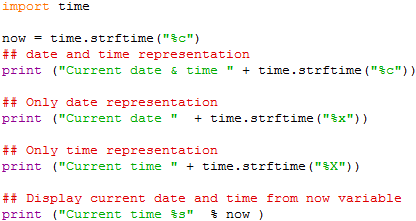 import time
now = time.strftime("%c")
## date and time representation
print ("Current date & time " + time.strftime("%c"))
## Only date representation
print ("Current date "  + time.strftime("%x"))
## Only time representation
print ("Current time " + time.strftime("%X"))
## Display current date and time from now variable
print ("Current time %s"  % now )